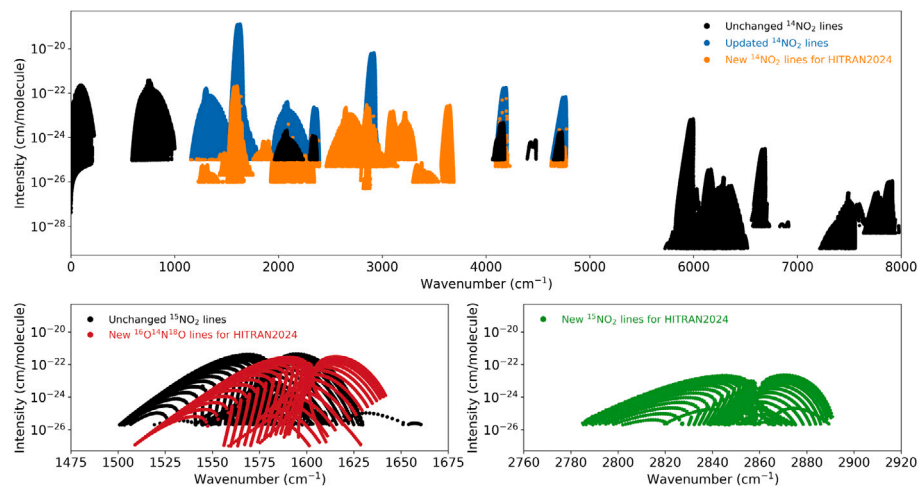 Unchanged ¹⁴NO₂ lines
Updated ¹⁴NO₂ lines
New ¹⁴NO₂ lines for HITRAN2024
Intensity (cm/molecule)
10⁻²⁰
10⁻²²
10⁻²⁴
10⁻²⁶
10⁻²⁸
0 1000 2000 3000 4000 5000 6000 7000 8000
Wavenumber (cm⁻¹)
Unchanged ¹⁵NO₂ lines
New ¹⁶O¹⁴N¹⁸O lines for HITRAN2024
Intensity (cm/molecule)
10⁻²⁰
10⁻²²
10⁻²⁴
10⁻²⁶
1475 1500 1525 1550 1575 1600 1625 1650 1675
Wavenumber (cm⁻¹)
New ¹⁵NO₂ lines for HITRAN2024
Intensity (cm/molecule)
10⁻²⁰
10⁻²²
10⁻²⁴
10⁻²⁶
2760 2780 2800 2820 2840 2860 2880 2900 2920
Wavenumber (cm⁻¹)